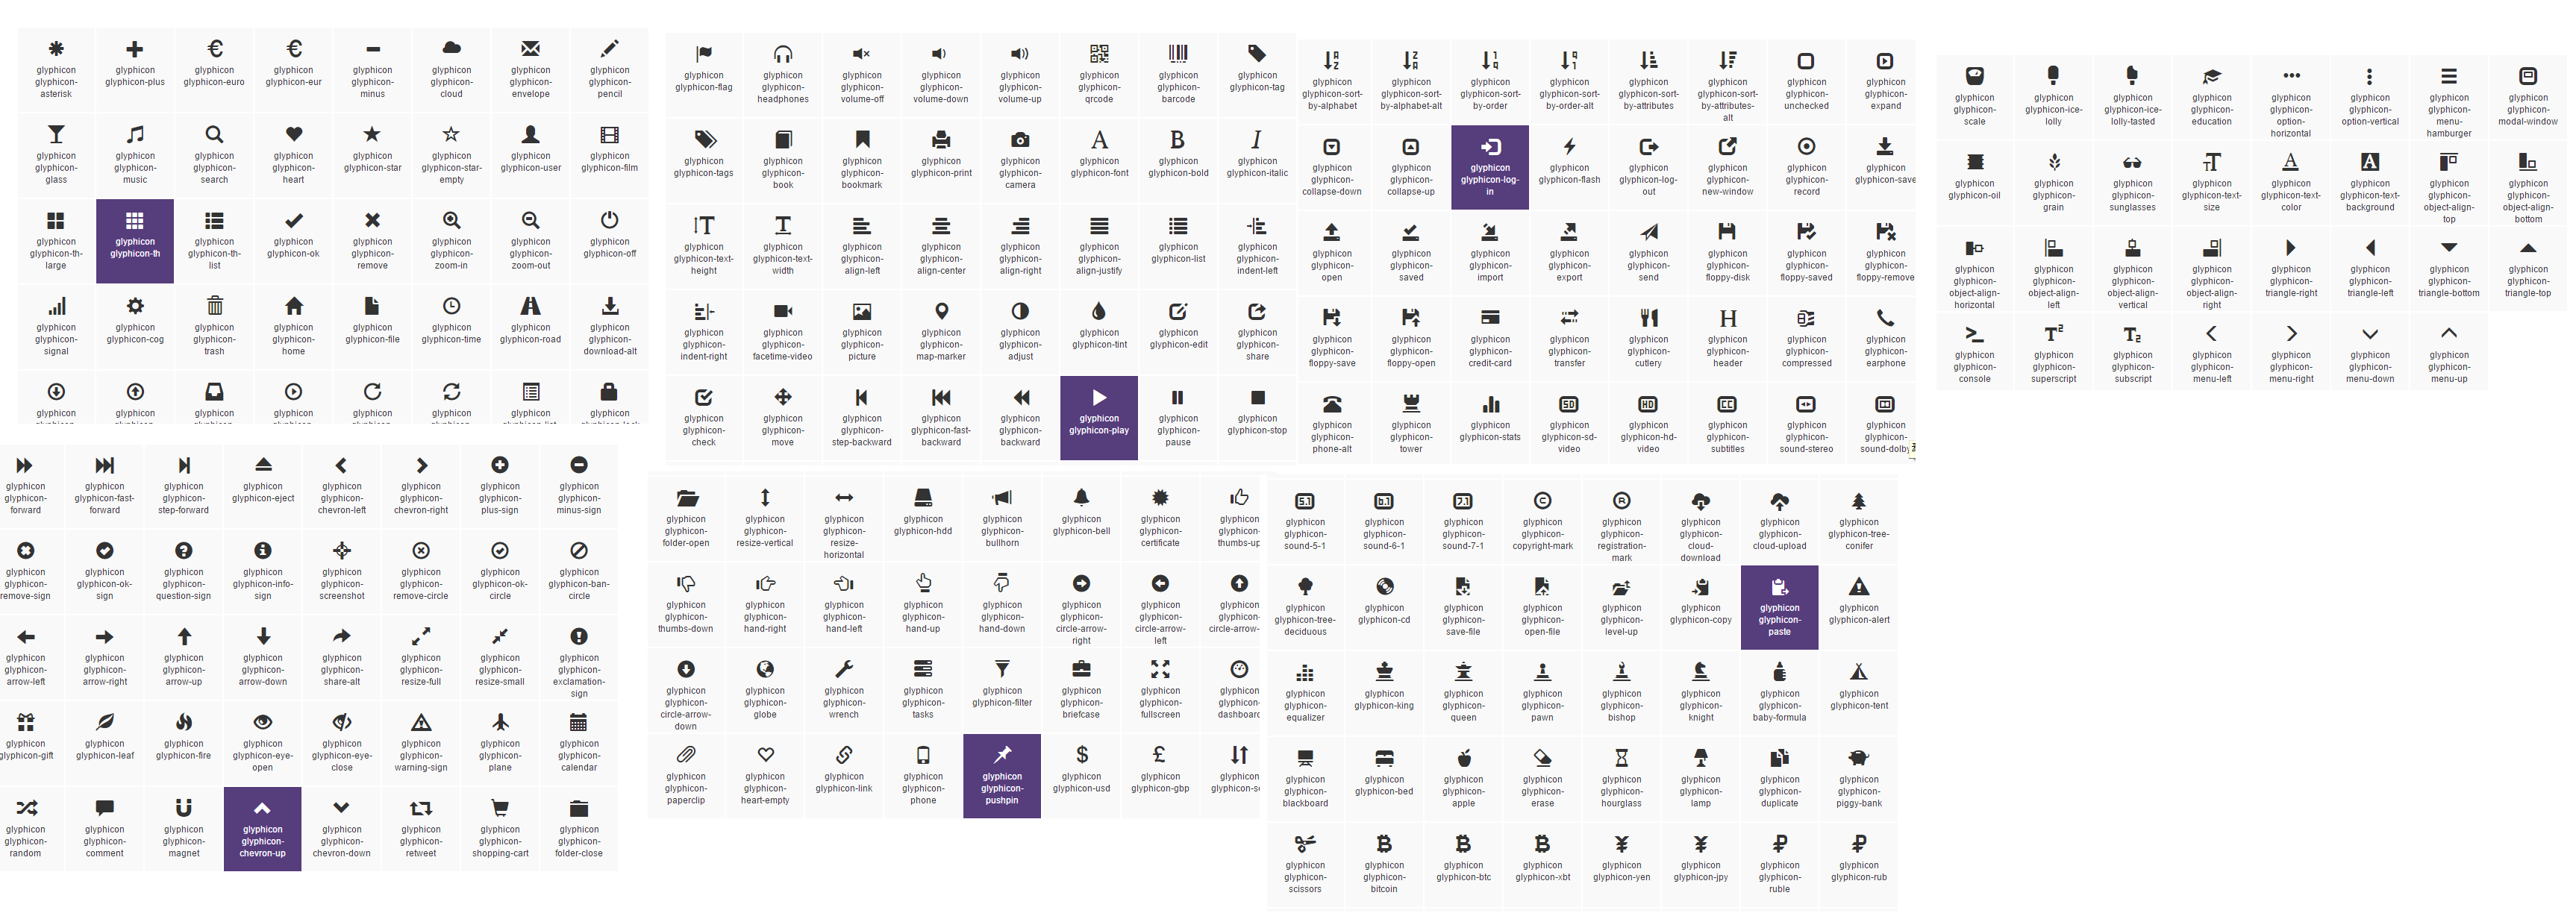 glyphicon
glyphicon-
asterisk
glyphicon
glyphicon-plus
glyphicon
glyphicon-euro
glyphicon
glyphicon-eur
glyphicon
glyphicon-
minus
glyphicon
glyphicon-
cloud
glyphicon
glyphicon-
envelope
glyphicon
glyphicon-
pencil
glyphicon
glyphicon-
glass
glyphicon
glyphicon-
music
glyphicon
glyphicon-
search
glyphicon
glyphicon-
heart
glyphicon
glyphicon-star
glyphicon
glyphicon-star-
empty
glyphicon
glyphicon-user
glyphicon
glyphicon-film
glyphicon
glyphicon-th-
large
glyphicon
glyphicon-th
glyphicon
glyphicon-th-
list
glyphicon
glyphicon-ok
glyphicon
glyphicon-
remove
glyphicon
glyphicon-
zoom-in
glyphicon
glyphicon-
zoom-out
glyphicon
glyphicon-off
glyphicon
glyphicon-
signal
glyphicon
glyphicon-cog
glyphicon
glyphicon-
trash
glyphicon
glyphicon-
home
glyphicon
glyphicon-file
glyphicon
glyphicon-time
glyphicon
glyphicon-road
glyphicon
glyphicon-
download-alt
glyphicon
glyphicon
glyphicon
glyphicon
glyphicon
glyphicon
glyphicon
glyphicon
glyphicon
glyphicon-flag
glyphicon
glyphicon-
headphones
glyphicon
glyphicon-
volume-off
glyphicon
glyphicon-
volume-down
glyphicon
glyphicon-
volume-up
glyphicon
glyphicon-
qrcode
glyphicon
glyphicon-
barcode
glyphicon
glyphicon-tag
glyphicon
glyphicon-tags
glyphicon
glyphicon-
book
glyphicon
glyphicon-
bookmark
glyphicon
glyphicon-print
glyphicon
glyphicon-
camera
A
glyphicon
glyphicon-font
B
glyphicon
glyphicon-bold
I
glyphicon
glyphicon-italic
glyphicon
glyphicon-text-
height
glyphicon
glyphicon-text-
width
glyphicon
glyphicon-
align-left
glyphicon
glyphicon-
align-center
glyphicon
glyphicon-
align-right
glyphicon
glyphicon-
align-justify
glyphicon
glyphicon-list
glyphicon
glyphicon-
indent-left
glyphicon
glyphicon-
indent-right
glyphicon
glyphicon-
facetime-video
glyphicon
glyphicon-
picture
glyphicon
glyphicon-
map-marker
glyphicon
glyphicon-
adjust
glyphicon
glyphicon-tint
glyphicon
glyphicon-edit
glyphicon
glyphicon-
share
glyphicon
glyphicon-
check
glyphicon
glyphicon-
move
glyphicon
glyphicon-
step-backward
glyphicon
glyphicon-fast-
backward
glyphicon
glyphicon-
backward
glyphicon
glyphicon-play
glyphicon
glyphicon-
pause
glyphicon
glyphicon-stop
glyphicon
glyphicon-sort-
by-alphabet
glyphicon
glyphicon-sort-
by-alphabet-alt
glyphicon
glyphicon-sort-
by-order
glyphicon
glyphicon-sort-
by-order-alt
glyphicon
glyphicon-sort-
by-attributes
glyphicon
glyphicon-sort-
by-attributes-
alt
glyphicon
glyphicon-
unchecked
glyphicon
glyphicon-
expand
glyphicon
glyphicon-
collapse-down
glyphicon
glyphicon-
collapse-up
glyphicon
glyphicon-log-
in
glyphicon
glyphicon-flash
glyphicon
glyphicon-log-
out
glyphicon
glyphicon-
new-window
glyphicon
glyphicon-
record
glyphicon
glyphicon-save
glyphicon
glyphicon-
open
glyphicon
glyphicon-
saved
glyphicon
glyphicon-
import
glyphicon
glyphicon-
export
glyphicon
glyphicon-
send
glyphicon
glyphicon-
floppy-disk
glyphicon
glyphicon-
floppy-saved
glyphicon
glyphicon-
floppy-remove
glyphicon
glyphicon-
floppy-save
glyphicon
glyphicon-
floppy-open
glyphicon
glyphicon-
credit-card
glyphicon
glyphicon-
transfer
glyphicon
glyphicon-
cutlery
H
glyphicon
glyphicon-
header
glyphicon
glyphicon-
compressed
glyphicon
glyphicon-
earphone
glyphicon
glyphicon-
phone-alt
glyphicon
glyphicon-
tower
glyphicon
glyphicon-stats
SD
glyphicon
glyphicon-sd-
video
HD
glyphicon
glyphicon-hd-
video
CC
glyphicon
glyphicon-
subtitles
glyphicon
glyphicon-
sound-stereo
glyphicon
glyphicon-
sound-dolby
glyphicon
glyphicon-
scale
glyphicon
glyphicon-ice-
lolly
glyphicon
glyphicon-ice-
lolly-tasted
glyphicon
glyphicon-
education
glyphicon
glyphicon-
option-
horizontal
glyphicon
glyphicon-
option-vertical
glyphicon
glyphicon-
menu-
hamburger
glyphicon
glyphicon-
modal-window
glyphicon
glyphicon-oil
glyphicon
glyphicon-
grain
glyphicon
glyphicon-
sunglasses
glyphicon
glyphicon-text-
size
glyphicon
glyphicon-text-
color
glyphicon
glyphicon-text-
background
glyphicon
glyphicon-
object-align-
top
glyphicon
glyphicon-
object-align-
bottom
glyphicon
glyphicon-
object-align-
horizontal
glyphicon
glyphicon-
object-align-
left
glyphicon
glyphicon-
object-align-
vertical
glyphicon
glyphicon-
object-align-
right
glyphicon
glyphicon-
triangle-right
glyphicon
glyphicon-
triangle-left
glyphicon
glyphicon-
triangle-bottom
glyphicon
glyphicon-
triangle-top
glyphicon
glyphicon-
console
glyphicon
glyphicon-
superscript
glyphicon
glyphicon-
subscript
glyphicon
glyphicon-
menu-left
glyphicon
glyphicon-
menu-right
glyphicon
glyphicon-
menu-down
glyphicon
glyphicon-
menu-up
glyphicon
glyphicon-
forward
glyphicon
glyphicon-fast-
forward
glyphicon
glyphicon-
step-forward
glyphicon
glyphicon-eject
glyphicon
glyphicon-
chevron-left
glyphicon
glyphicon-
chevron-right
glyphicon
glyphicon-
plus-sign
glyphicon
glyphicon-
minus-sign
glyphicon
glyphicon-
remove-sign
glyphicon
glyphicon-ok-
sign
glyphicon
glyphicon-
question-sign
glyphicon
glyphicon-info-
sign
glyphicon
glyphicon-
screenshot
glyphicon
glyphicon-
remove-circle
glyphicon
glyphicon-ok-
circle
glyphicon
glyphicon-ban-
circle
glyphicon
glyphicon-
arrow-left
glyphicon
glyphicon-
arrow-right
glyphicon
glyphicon-
arrow-up
glyphicon
glyphicon-
arrow-down
glyphicon
glyphicon-
share-alt
glyphicon
glyphicon-
resize-full
glyphicon
glyphicon-
resize-small
glyphicon
glyphicon-
exclamation-
sign
glyphicon
glyphicon-gift
glyphicon
glyphicon-leaf
glyphicon
glyphicon-fire
glyphicon
glyphicon-eye-
open
glyphicon
glyphicon-eye-
close
glyphicon
glyphicon-
warning-sign
glyphicon
glyphicon-
plane
glyphicon
glyphicon-
calendar
glyphicon
glyphicon-
random
glyphicon
glyphicon-
comment
glyphicon
glyphicon-
magnet
glyphicon
glyphicon-
chevron-up
glyphicon
glyphicon-
chevron-down
glyphicon
glyphicon-
retweet
glyphicon
glyphicon-
shopping-cart
glyphicon
glyphicon-
folder-close
glyphicon
glyphicon-
folder-open
glyphicon
glyphicon-
resize-vertical
glyphicon
glyphicon-
resize-
horizontal
glyphicon
glyphicon-hdd
glyphicon
glyphicon-
bullhorn
glyphicon
glyphicon-bell
glyphicon
glyphicon-
certificate
glyphicon
glyphicon-
thumbs-up
glyphicon
glyphicon-
thumbs-down
glyphicon
glyphicon-
hand-right
glyphicon
glyphicon-
hand-left
glyphicon
glyphicon-
hand-up
glyphicon
glyphicon-
hand-down
glyphicon
glyphicon-
circle-arrow-
right
glyphicon
glyphicon-
circle-arrow-
left
glyphicon
glyphicon-
circle-arrow-
glyphicon
glyphicon-
circle-arrow-
down
glyphicon
glyphicon-
globe
glyphicon
glyphicon-
wrench
glyphicon
glyphicon-
tasks
glyphicon
glyphicon-filter
glyphicon
glyphicon-
briefcase
glyphicon
glyphicon-
fullscreen
glyphicon
glyphicon-
dashboard
glyphicon
glyphicon-
paperclip
glyphicon
glyphicon-
heart-empty
glyphicon
glyphicon-link
glyphicon
glyphicon-
phone
glyphicon
glyphicon-
pushpin
$
glyphicon
glyphicon-usd
£
glyphicon
glyphicon-gbp
glyphicon
5.1
glyphicon
glyphicon-
sound-5-1
6.1
glyphicon
glyphicon-
sound-6-1
7.1
glyphicon
glyphicon-
sound-7-1
glyphicon
glyphicon-
copyright-mark
glyphicon
glyphicon-
registration-
mark
glyphicon
glyphicon-
cloud-
download
glyphicon
glyphicon-
cloud-upload
glyphicon
glyphicon-tree-
conifer
glyphicon
glyphicon-tree-
deciduous
glyphicon
glyphicon-cd
glyphicon
glyphicon-
save-file
glyphicon
glyphicon-
open-file
glyphicon
glyphicon-
level-up
glyphicon
glyphicon-copy
glyphicon
glyphicon-
paste
glyphicon
glyphicon-alert
glyphicon
glyphicon-
equalizer
glyphicon
glyphicon-king
glyphicon
glyphicon-
queen
glyphicon
glyphicon-
pawn
glyphicon
glyphicon-
bishop
glyphicon
glyphicon-
knight
glyphicon
glyphicon-
baby-formula
glyphicon
glyphicon-tent
glyphicon
glyphicon-
blackboard
glyphicon
glyphicon-bed
glyphicon
glyphicon-
apple
glyphicon
glyphicon-
erase
glyphicon
glyphicon-
hourglass
glyphicon
glyphicon-
lamp
glyphicon
glyphicon-
duplicate
glyphicon
glyphicon-
piggy-bank
glyphicon
glyphicon-
scissors
glyphicon
glyphicon-
bitcoin
glyphicon
glyphicon-btc
glyphicon
glyphicon-xbt
glyphicon
glyphicon-yen
glyphicon
glyphicon-jpy
glyphicon
glyphicon-
ruble
glyphicon
glyphicon-rub